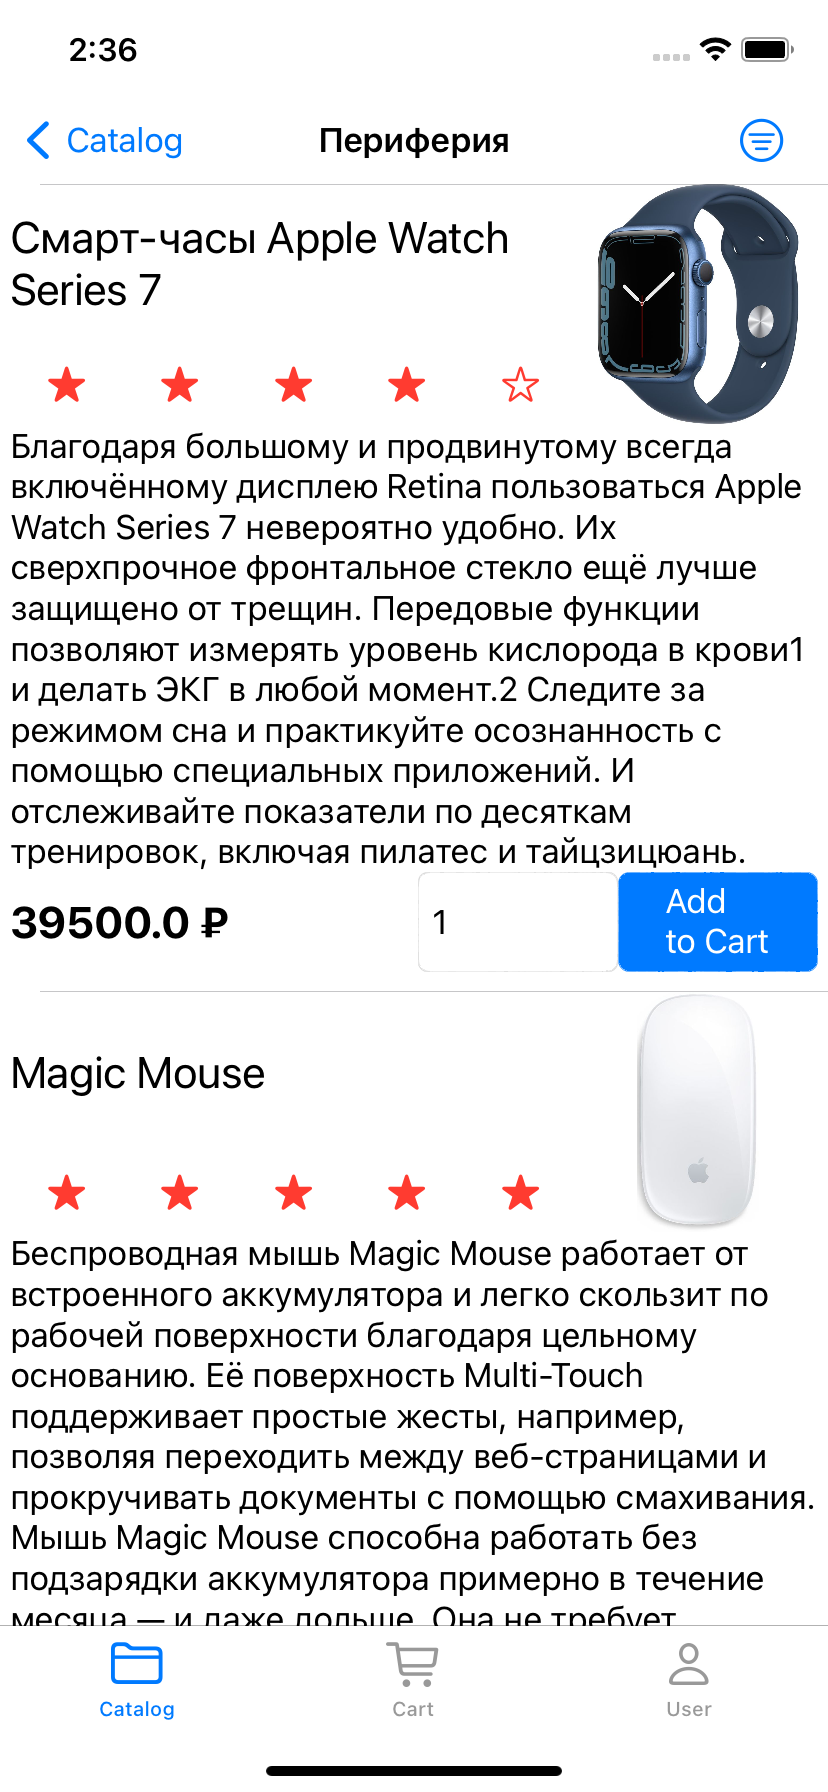 2:36
Catalog
Периферия
Смарт-часы Apple Watch
Series 7
Благодаря большому и продвинутому всегда
включённому дисплею Retina пользоваться Apple
Watch Series 7 невероятно удобно. Их
сверхпрочное фронтальное стекло ещё лучше
защищено от трещин. Передовые функции
позволяют измерять уровень кислорода в крови1
и делать ЭКГ в любой момент.2 Следите за
режимом сна и практикуйте осознанность с
помощью специальных приложений. И
отслеживайте показатели по десяткам
тренировок, включая пилатес и тайцзицюань.
39500.0 ₽
1
Add
to Cart
Magic Mouse
Беспроводная мышь Magic Mouse работает от
встроенного аккумулятора и легко скользит по
рабочей поверхности благодаря цельному
основанию. Её поверхность Multi-Touch
поддерживает простые жесты, например,
позволяя переходить между веб-страницами и
прокручивать документы с помощью смахивания.
Мышь Magic Mouse способна работать без
подзарядки аккумулятора примерно в течение
месяца — и даже дольше. Она не требует
Catalog
Cart
User